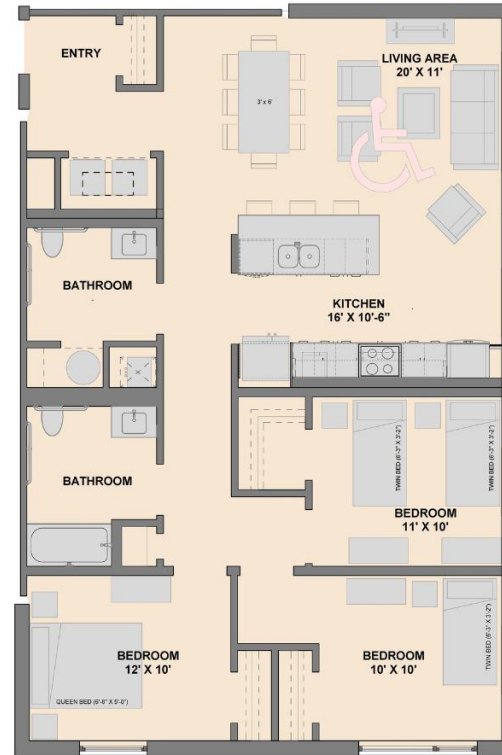 ENTRY
LIVING AREA
20' X 11'
3' x 6'
BATHROOM
KITCHEN
16' X 10'-6"
BATHROOM
TWIN BED (6'-3" X 3'-2")
TWIN BED (6'-3" X 3'-2")
BEDROOM
11' X 10'
BEDROOM
12' X 10'
QUEEN BED (6'-8" X 5'-0")
BEDROOM
10' X 10'
TWIN BED (6'-3" X 3'-2")